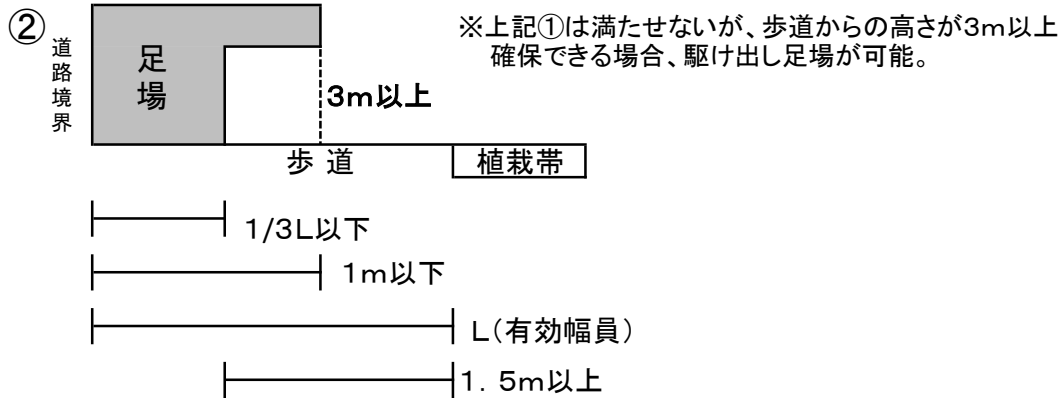 ②
道路境界
足場
※上記①は満たせないが、歩道からの高さが3m以上
確保できる場合、駆け出し足場が可能。
3m以上
歩 道
植栽帯
1/3L以下
1m以下
L(有効幅員)
1．5m以上